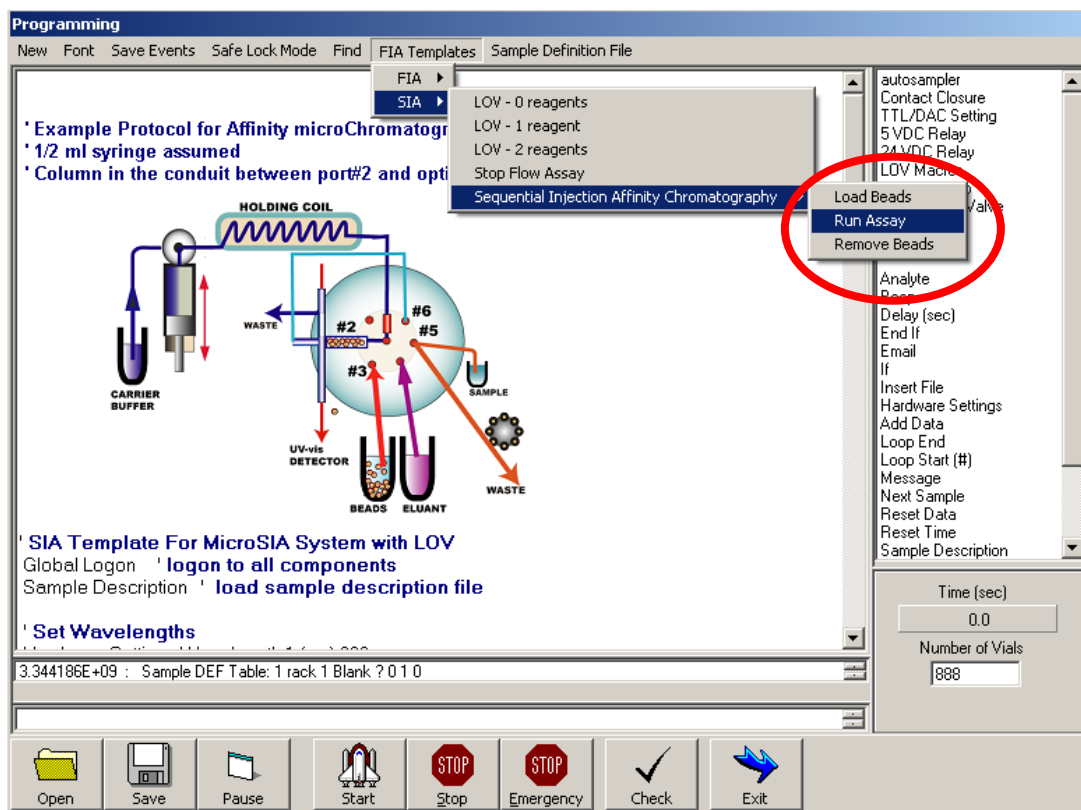 Programming
New Font Save Events Safe Lock Mode Find FIA Templates Sample Definition File
FIA
SIA
LOV - 0 reagents
LOV - 1 reagent
LOV - 2 reagents
Stop Flow Assay
Sequential Injection Affinity Chromatography
Load Beads
Run Assay
Remove Beads
' Example Protocol for Affinity microChromatogr
' 1/2 ml syringe assumed
' Column in the conduit between port#2 and opti
HOLDING COIL
WASTE
#2
#6
#5
#3
SAMPLE
CARRIER
BUFFER
UV-vis
DETECTOR
WASTE
BEADS ELUANT
' SIA Template For MicroSIA System with LOV
Global Logon ' logon to all components
Sample Description ' load sample description file
' Set Wavelengths
3.344186E+09 : Sample DEF Table: 1 rack 1 Blank ? 0 1 0
autosampler
Contact Closure
TTL/DAC Setting
5 VDC Relay
24 VDC Relay
LOV Macros
Valve
Analyte
Delay (sec)
End If
Email
If
Insert File
Hardware Settings
Add Data
Loop End
Loop Start (#)
Message
Next Sample
Reset Data
Reset Time
Sample Description
Time (sec)
0.0
Number of Vials
888
Open Save Pause Start Stop Emergency Check Exit
STOP STOP